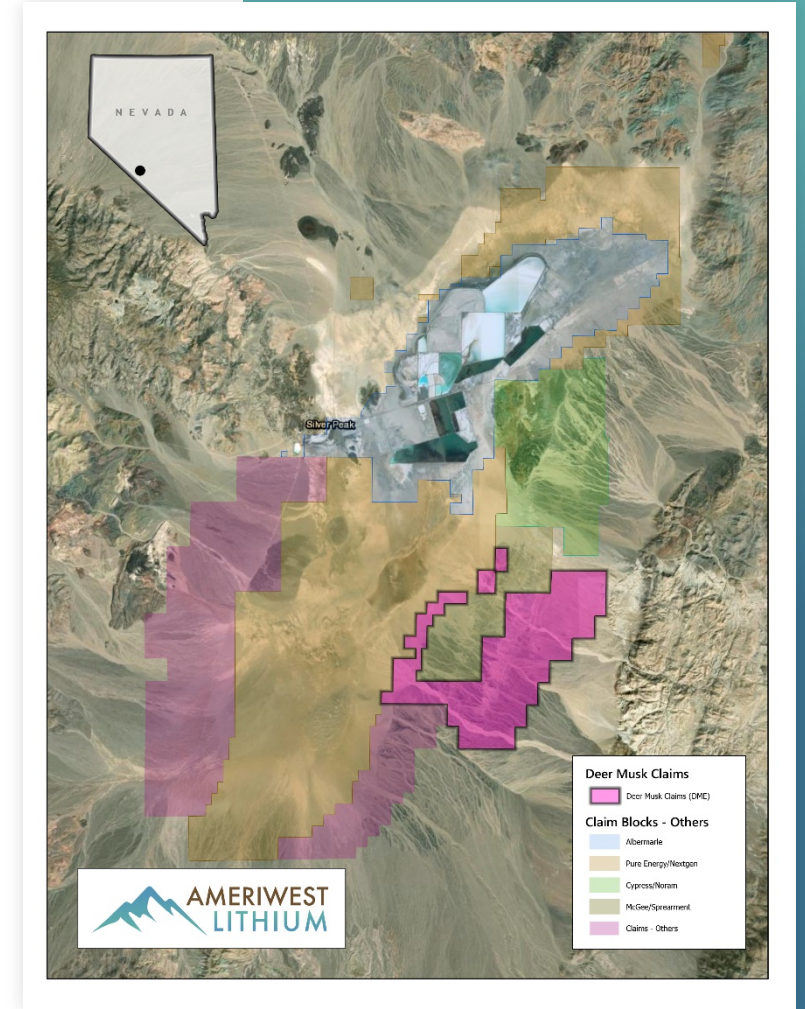 NEVADA
Silver Peak
Deer Musk Claims
Deer Musk Claims (DME)
Claim Blocks - Others
Albermarle
Pure Energy/Nextgen
Cypress/Noram
McGee/Sprearment
Claims - Others
AMERIWEST
LITHIUM